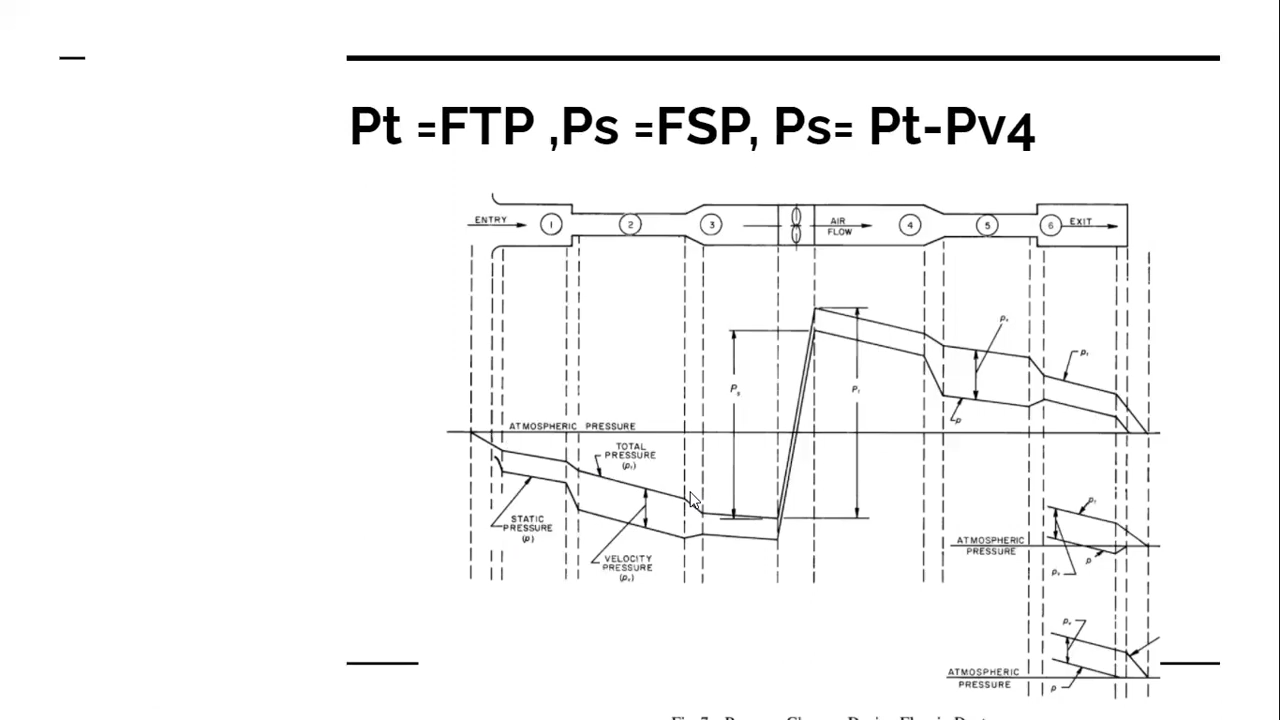 Pt =FTP ,Ps =FSP, Ps= Pt-Pv4
ENTRY
1
2
3
AIR
FLOW
4
5
6
EXIT
ATMOSPHERIC PRESSURE
TOTAL
PRESSURE
STATIC
PRESSURE
(p)
VELOCITY
PRESSURE
p
ATMOSPHERIC
PRESSURE
p
ATMOSPHERIC
PRESSURE
p